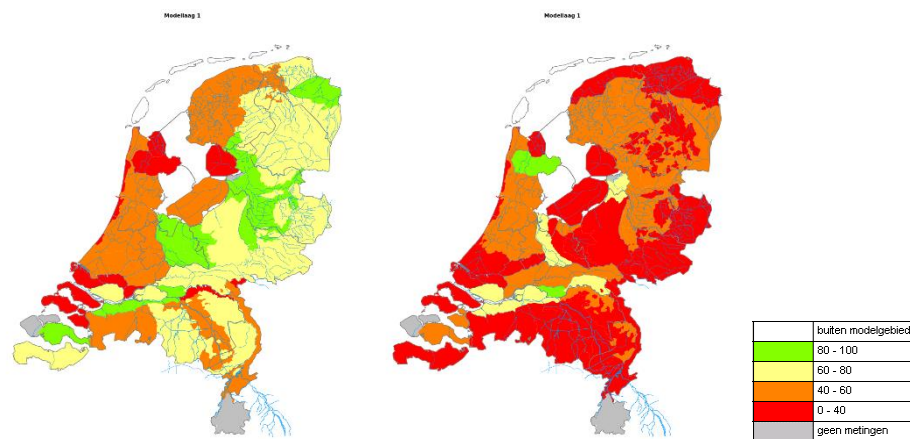 Modellaag 1
Modellaag 1
buiten modelgebied
80 - 100
60 - 80
40 - 60
0 - 40
geen metingen